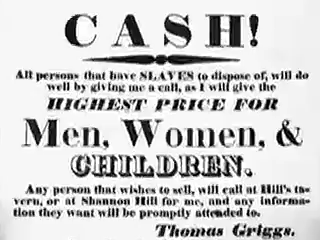 CASH!
All persons that have SLAVES to dispose of, will do
well by giving me a call, as I will give the
HIGHEST PRICE FOR
Men, Women, &
CHILDREN.
Any person that wishes to sell, will call at Hill's ta-
vern, or at Shannon Hill for me, and any informa-
tion they want will be promptly attended to.
Thomas Griggs.